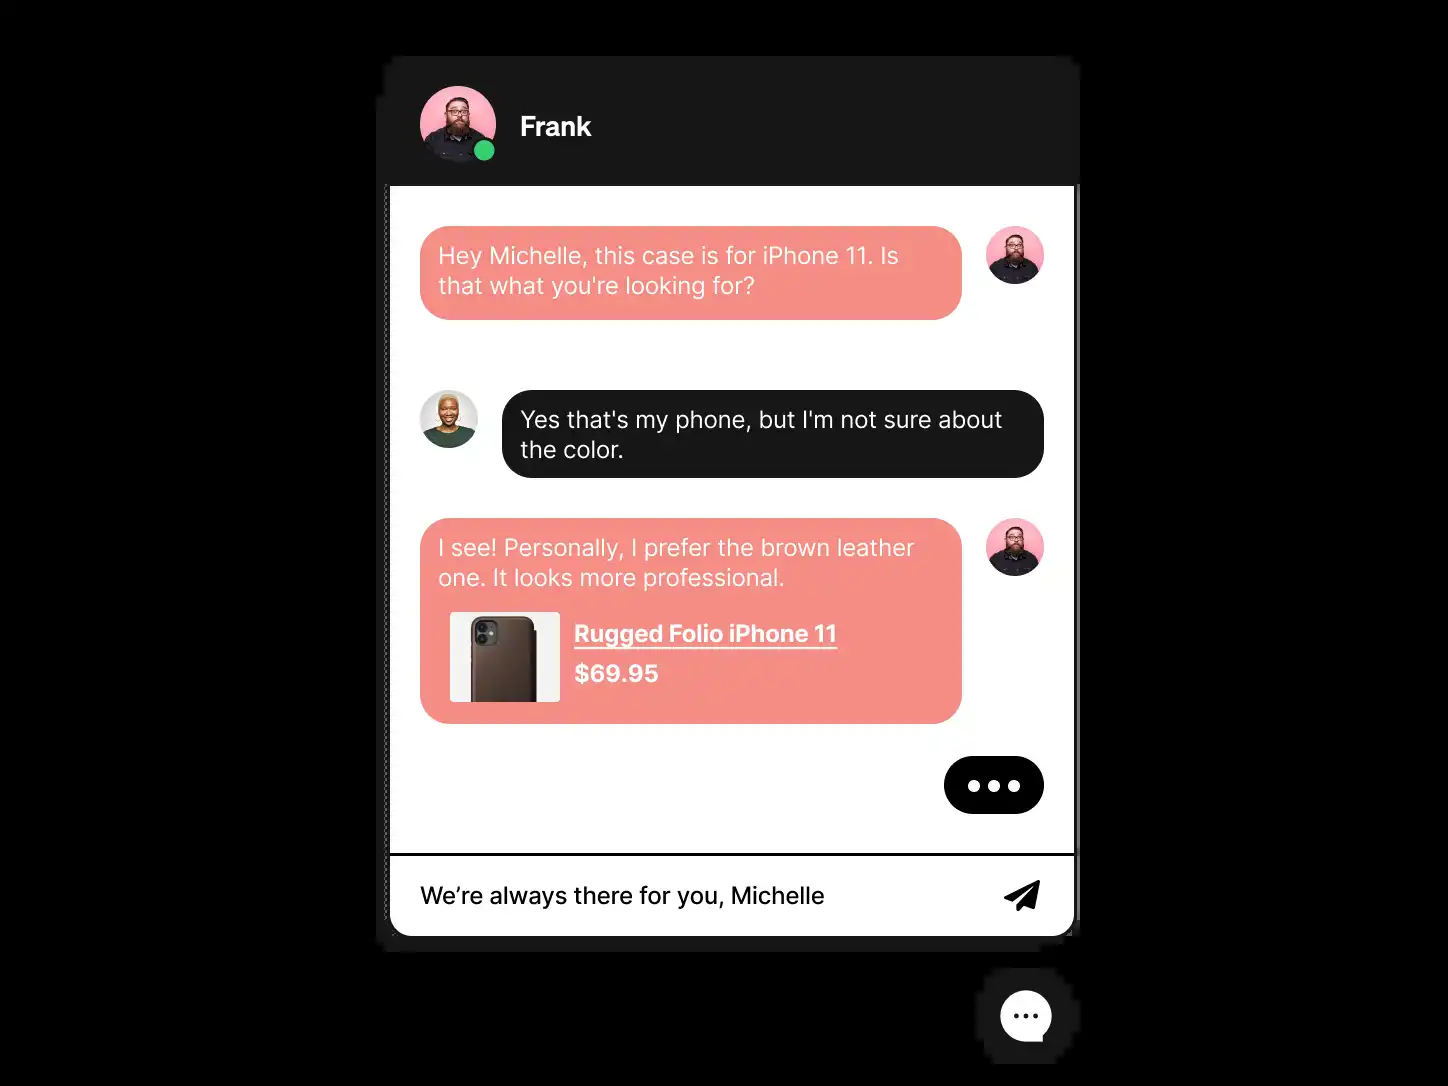 Frank
Hey Michelle, this case is for iPhone 11. Is
that what you're looking for?
Yes that's my phone, but I'm not sure about
the color.
I see! Personally, I prefer the brown leather
one. It looks more professional.
Rugged Folio iPhone 11
$69.95
We’re always there for you, Michelle